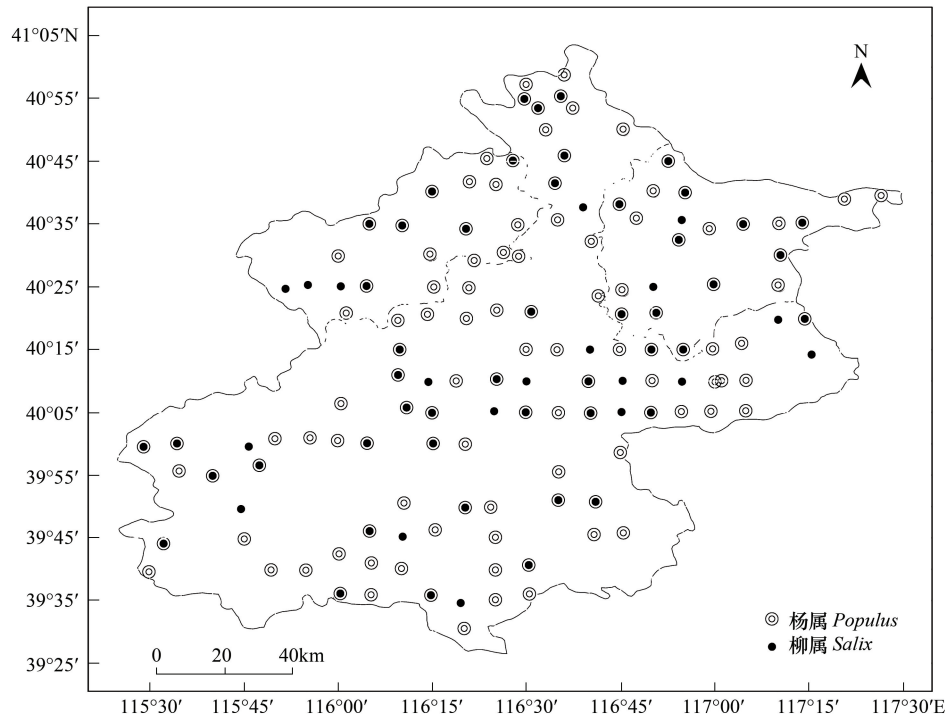 41°05′N
N
40°55′
40°45′
40°35′
40°25′
40°15′
40°05′
39°55′
39°45′
39°35′
39°25′
杨属 Populus
柳属 Salix
0 20 40km
115°30′ 115°45′ 116°00′ 116°15′ 116°30′ 116°45′ 117°00′ 117°15′ 117°30′E